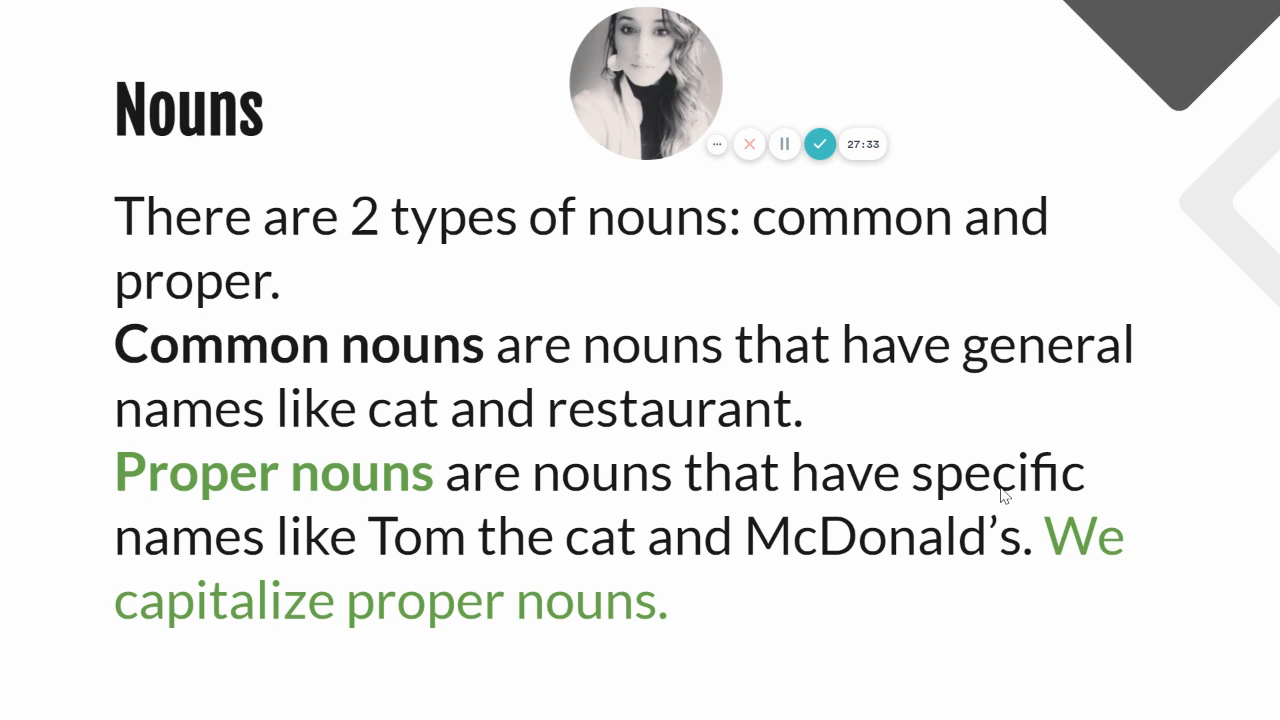 Nouns
27:33
There are 2 types of nouns: common and
proper.
Common nouns are nouns that have general
names like cat and restaurant.
Proper nouns are nouns that have specific
names like Tom the cat and McDonald’s. We
capitalize proper nouns.